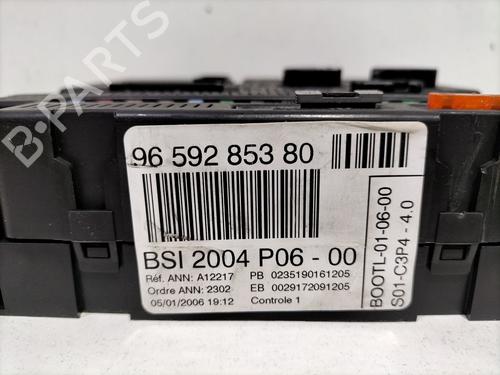 96 592 853 80
BSI 2004 P06 - 00
Réf. ANN: A12217 PB 0235190161205
Ordre ANN: 2302 EB 0029172091205
05/01/2006 19:12 Controle 1
BOOTL-01-06-00
S01-C3P4 - 4.0
B-PARTS